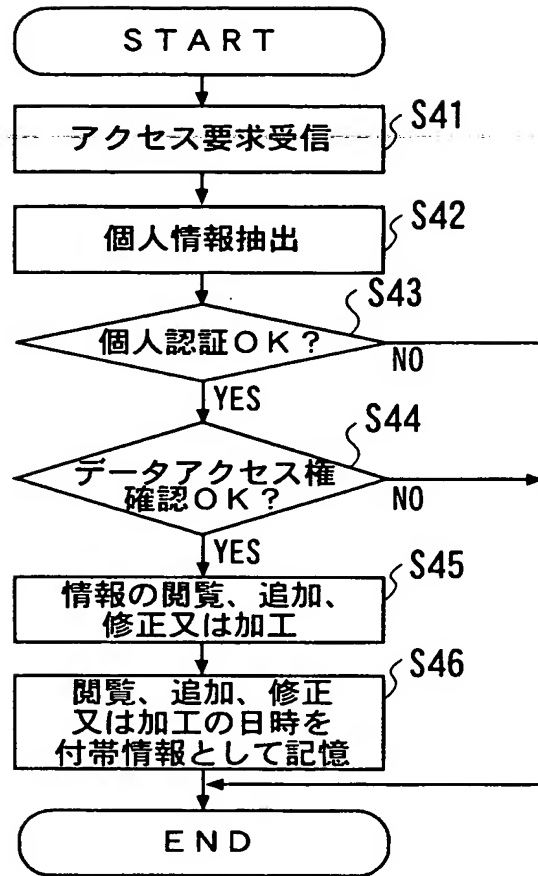 START
アクセス要求受信
S41
個人情報抽出
S42
個人認証OK?
S43
NO
YES
データアクセス権
確認OK?
S44
NO
YES
情報の閲覧、追加、
修正又は加工
S45
閲覧、追加、修正
又は加工の日時を
付帯情報として記憶
S46
END